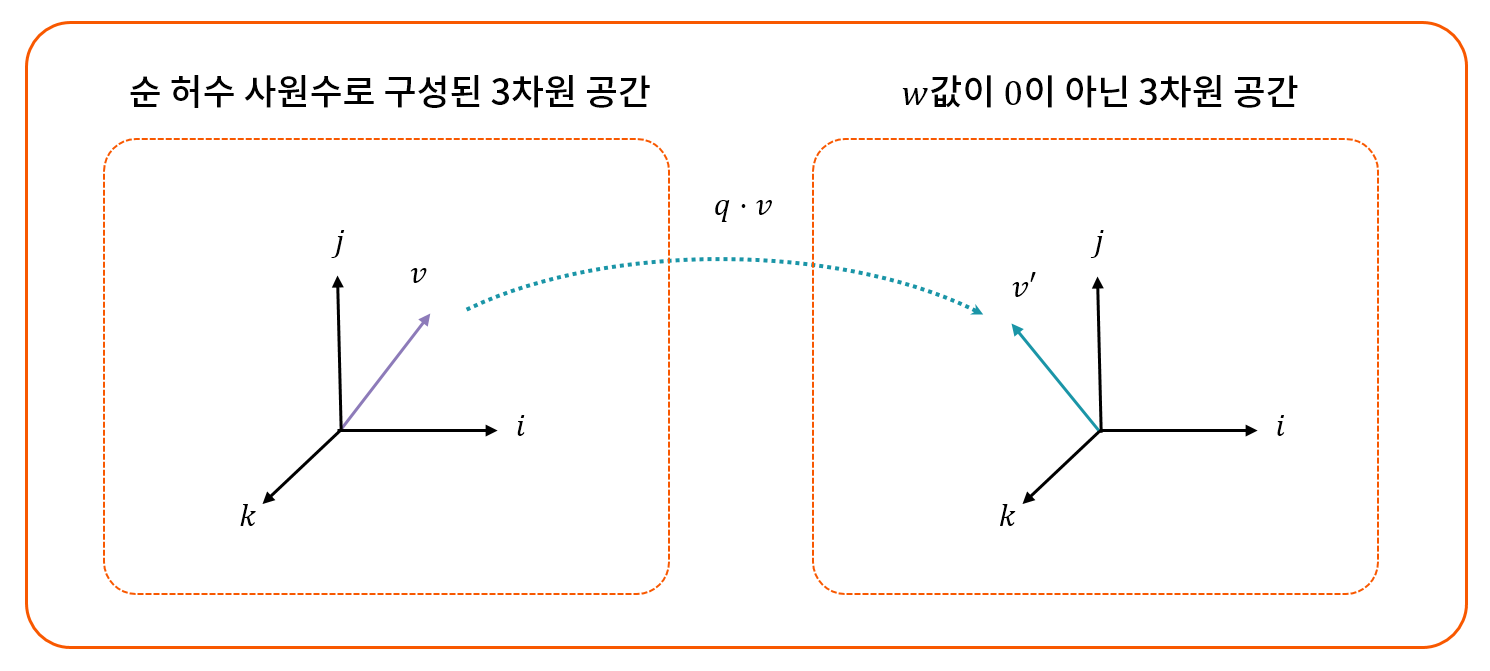 순 허수 사원수로 구성된 3차원 공간
w값이 0이 아닌 3차원 공간
q · v
j
v
i
k
j
v′
i
k